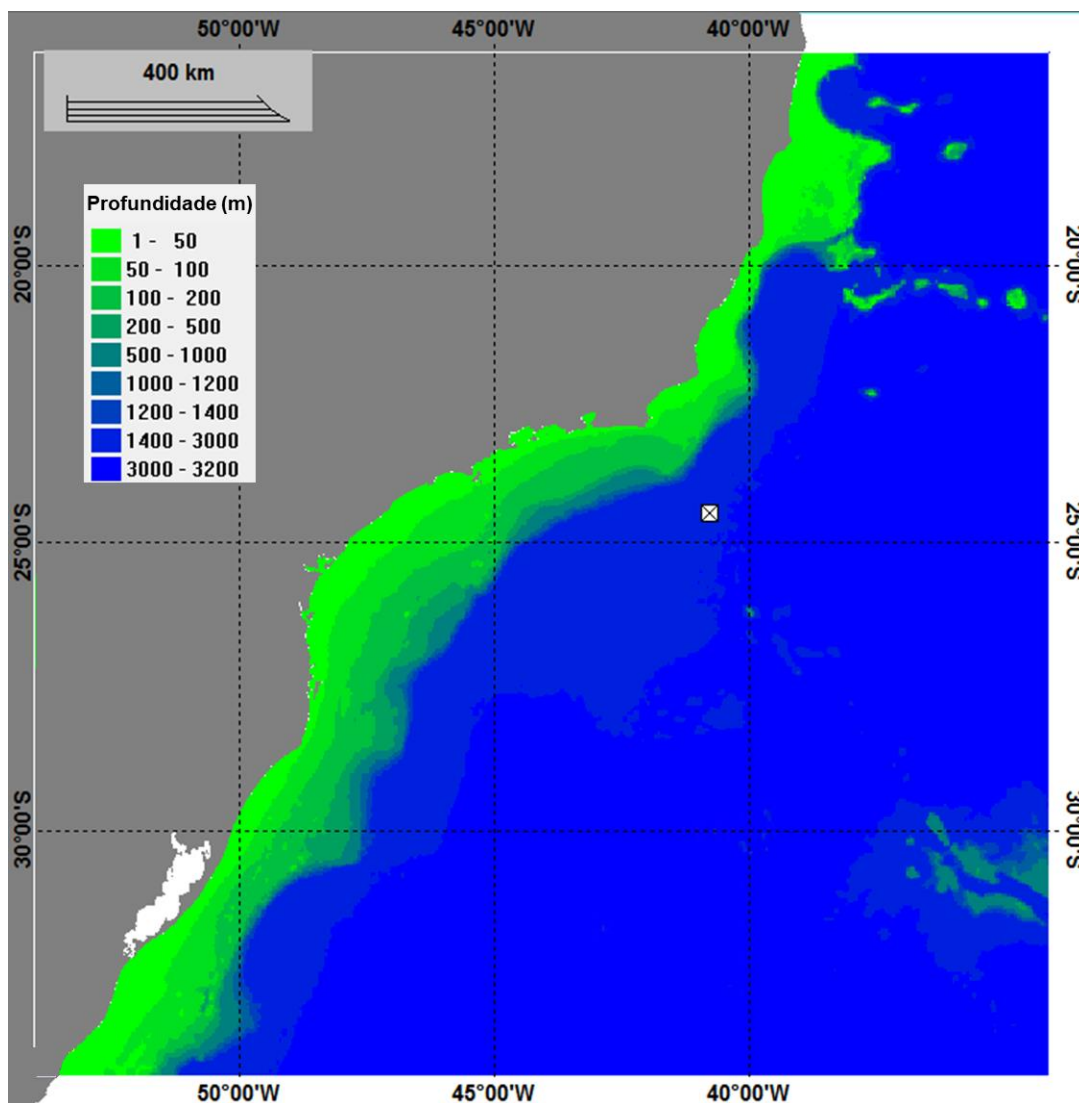 50°00'W 45°00'W 40°00'W
400 km
Profundidade (m)
1 - 50
50 - 100
100 - 200
200 - 500
500 - 1000
1000 - 1200
1200 - 1400
1400 - 3000
3000 - 3200
20°00'S
20°00'S
25°00'S
25°00'S
30°00'S
30°00'S
50°00'W 45°00'W 40°00'W